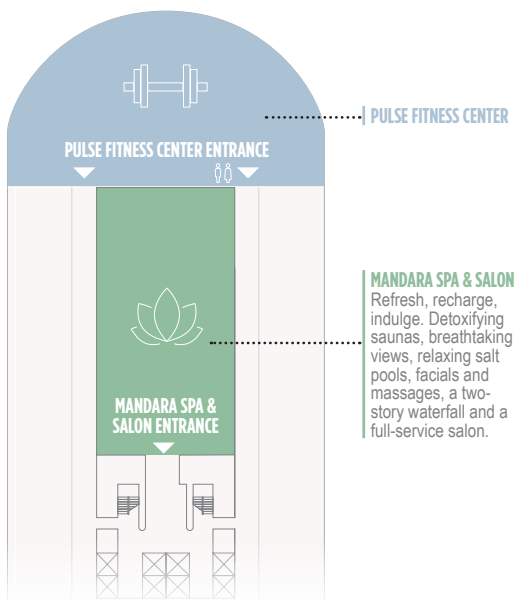 PULSE FITNESS CENTER
PULSE FITNESS CENTER ENTRANCE
MANDARA SPA & SALON
Refresh, recharge,
indulge. Detoxifying
saunas, breathtaking
views, relaxing salt
pools, facials and
massages, a two-
story waterfall and a
full-service salon.
MANDARA SPA &
SALON ENTRANCE